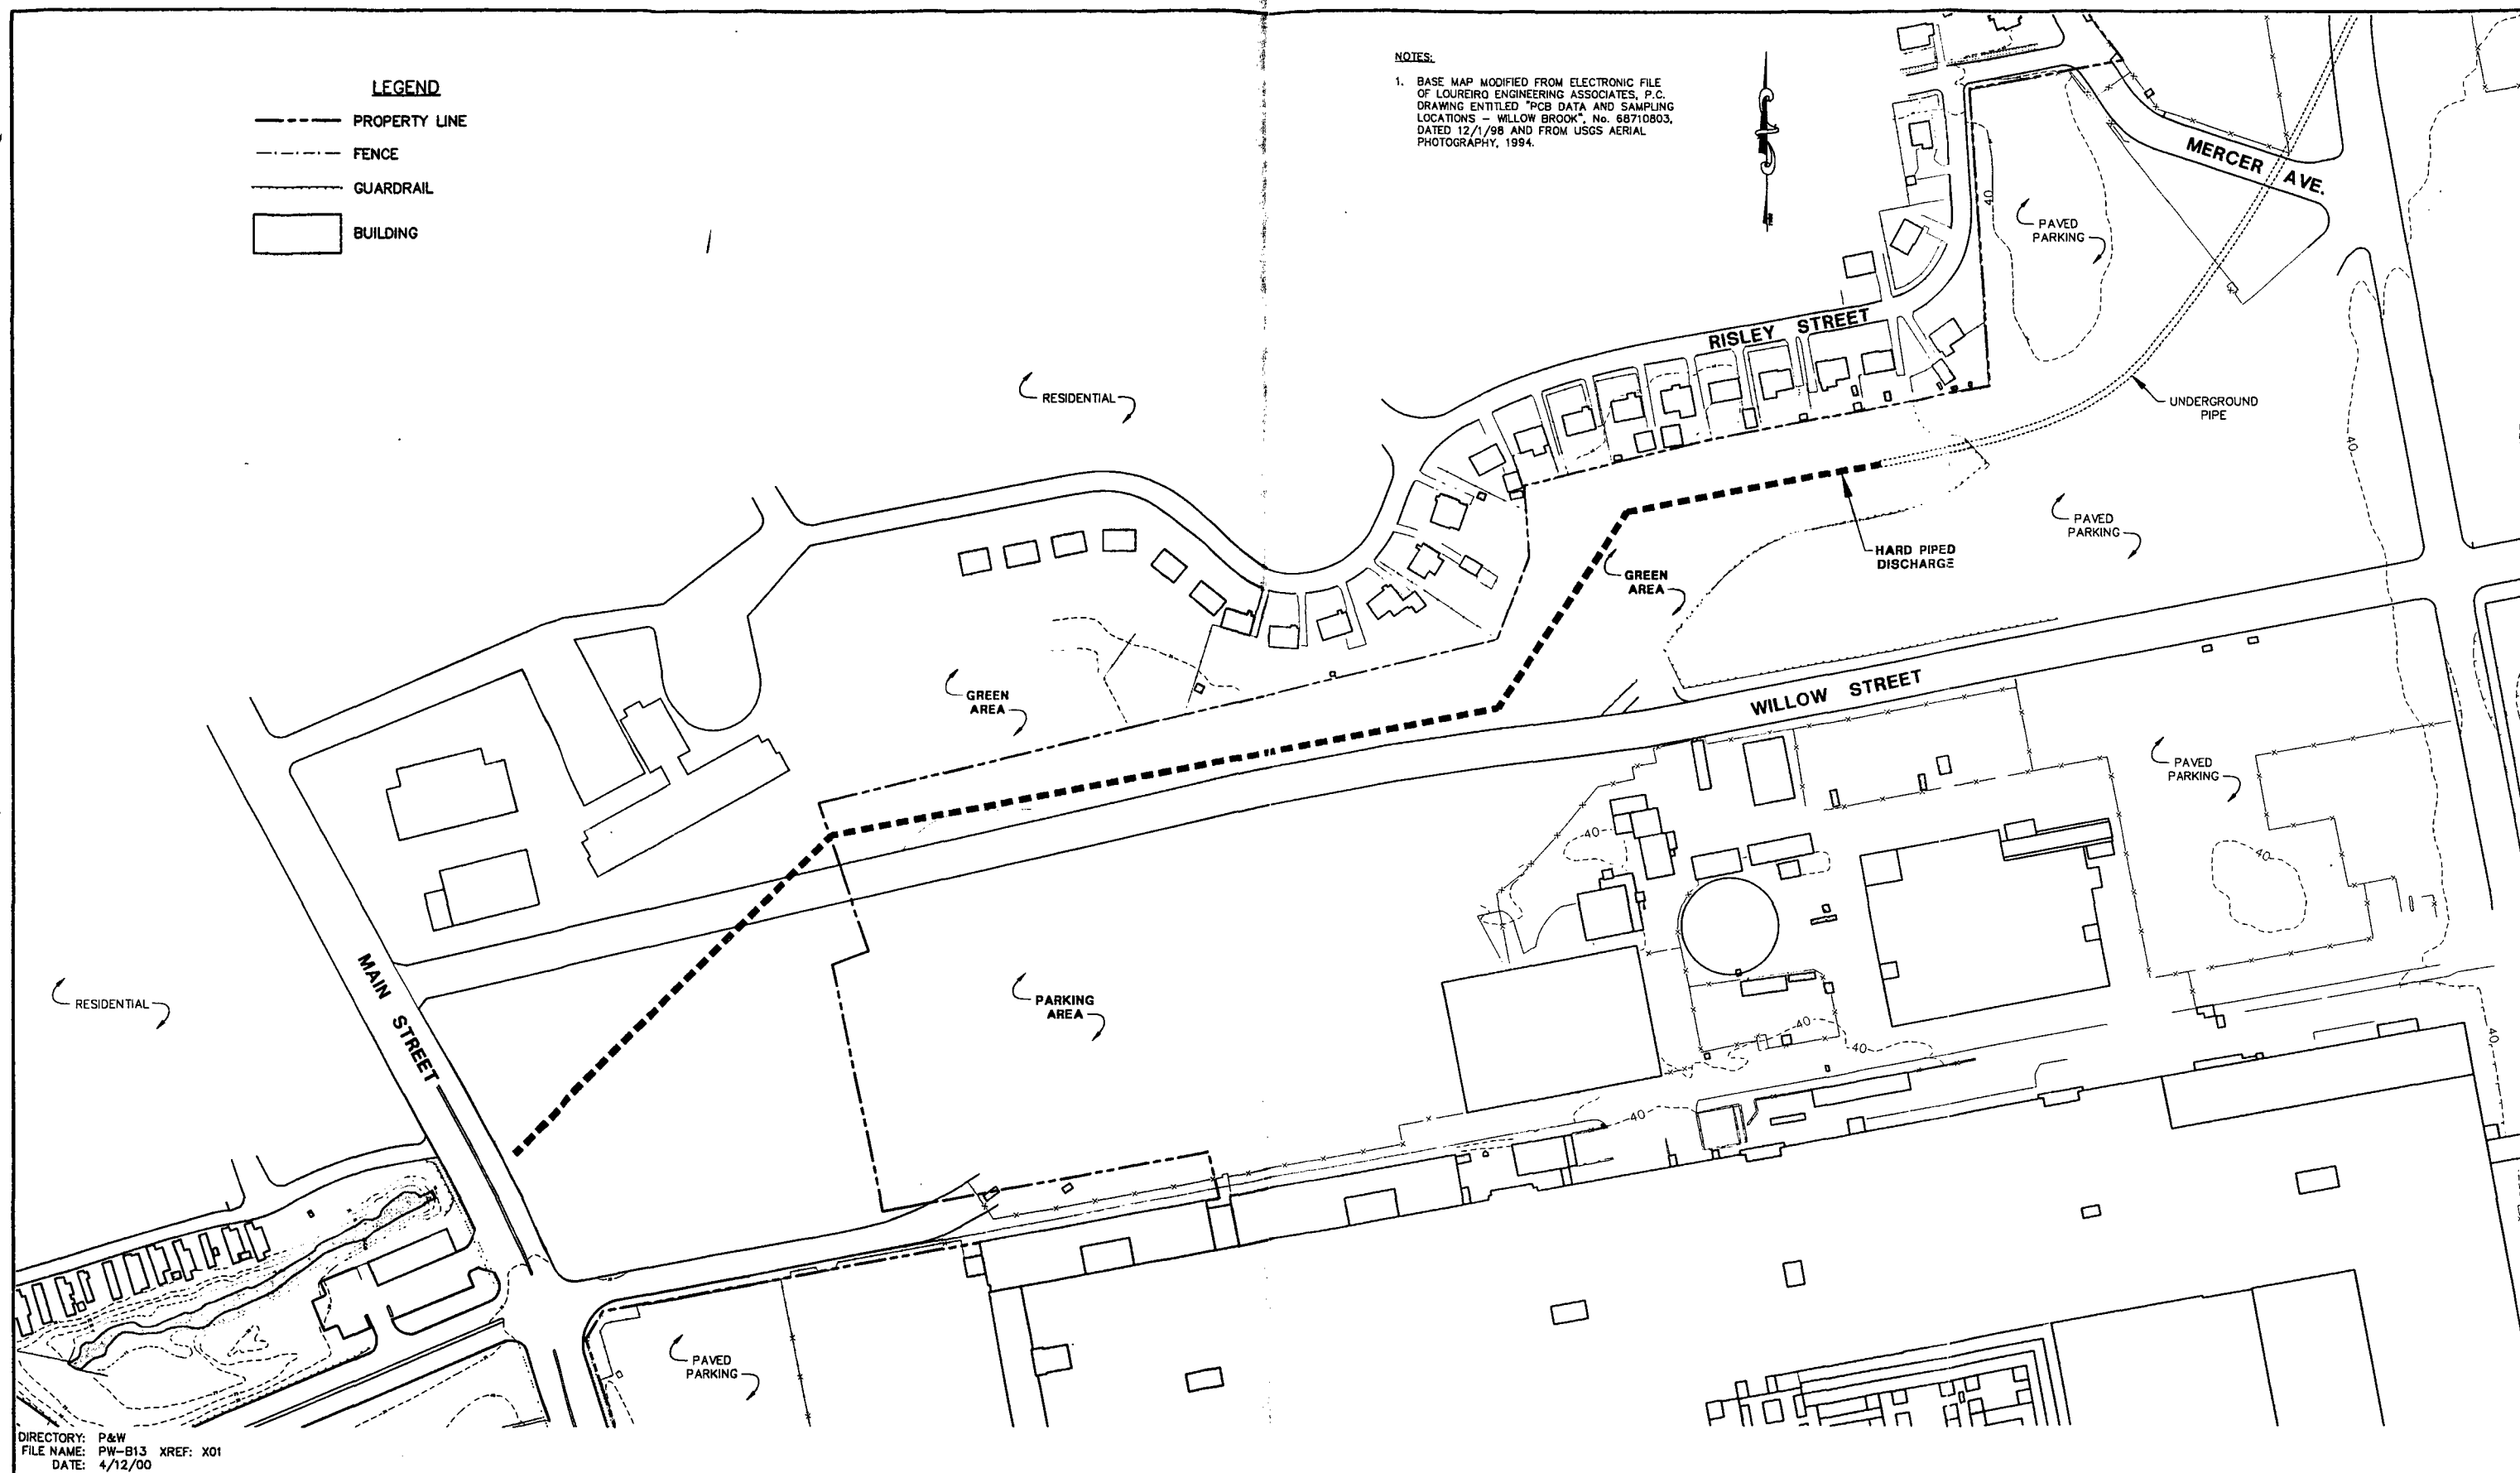 LEGEND
PROPERTY LINE
FENCE
GUARDRAIL
BUILDING
NOTES:
1. BASE MAP MODIFIED FROM ELECTRONIC FILE
OF LOUREIRO ENGINEERING ASSOCIATES, P.C.
DRAWING ENTITLED "PCB DATA AND SAMPLING
LOCATIONS – WILLOW BROOK", No. 68710803,
DATED 12/1/98 AND FROM USGS AERIAL
PHOTOGRAPHY, 1994.
MERCER AVE.
40
PAVED
PARKING
RISLEY STREET
RESIDENTIAL
UNDERGROUND
PIPE
40
PAVED
PARKING
HARD PIPED
DISCHARGE
GREEN
AREA
GREEN
AREA
WILLOW STREET
PAVED
PARKING
40
40
MAIN STREET
RESIDENTIAL
PARKING
AREA
40
40
40
40
PAVED
PARKING
DIRECTORY: P&W
FILE NAME: PW-B13 XREF: X01
DATE: 4/12/00